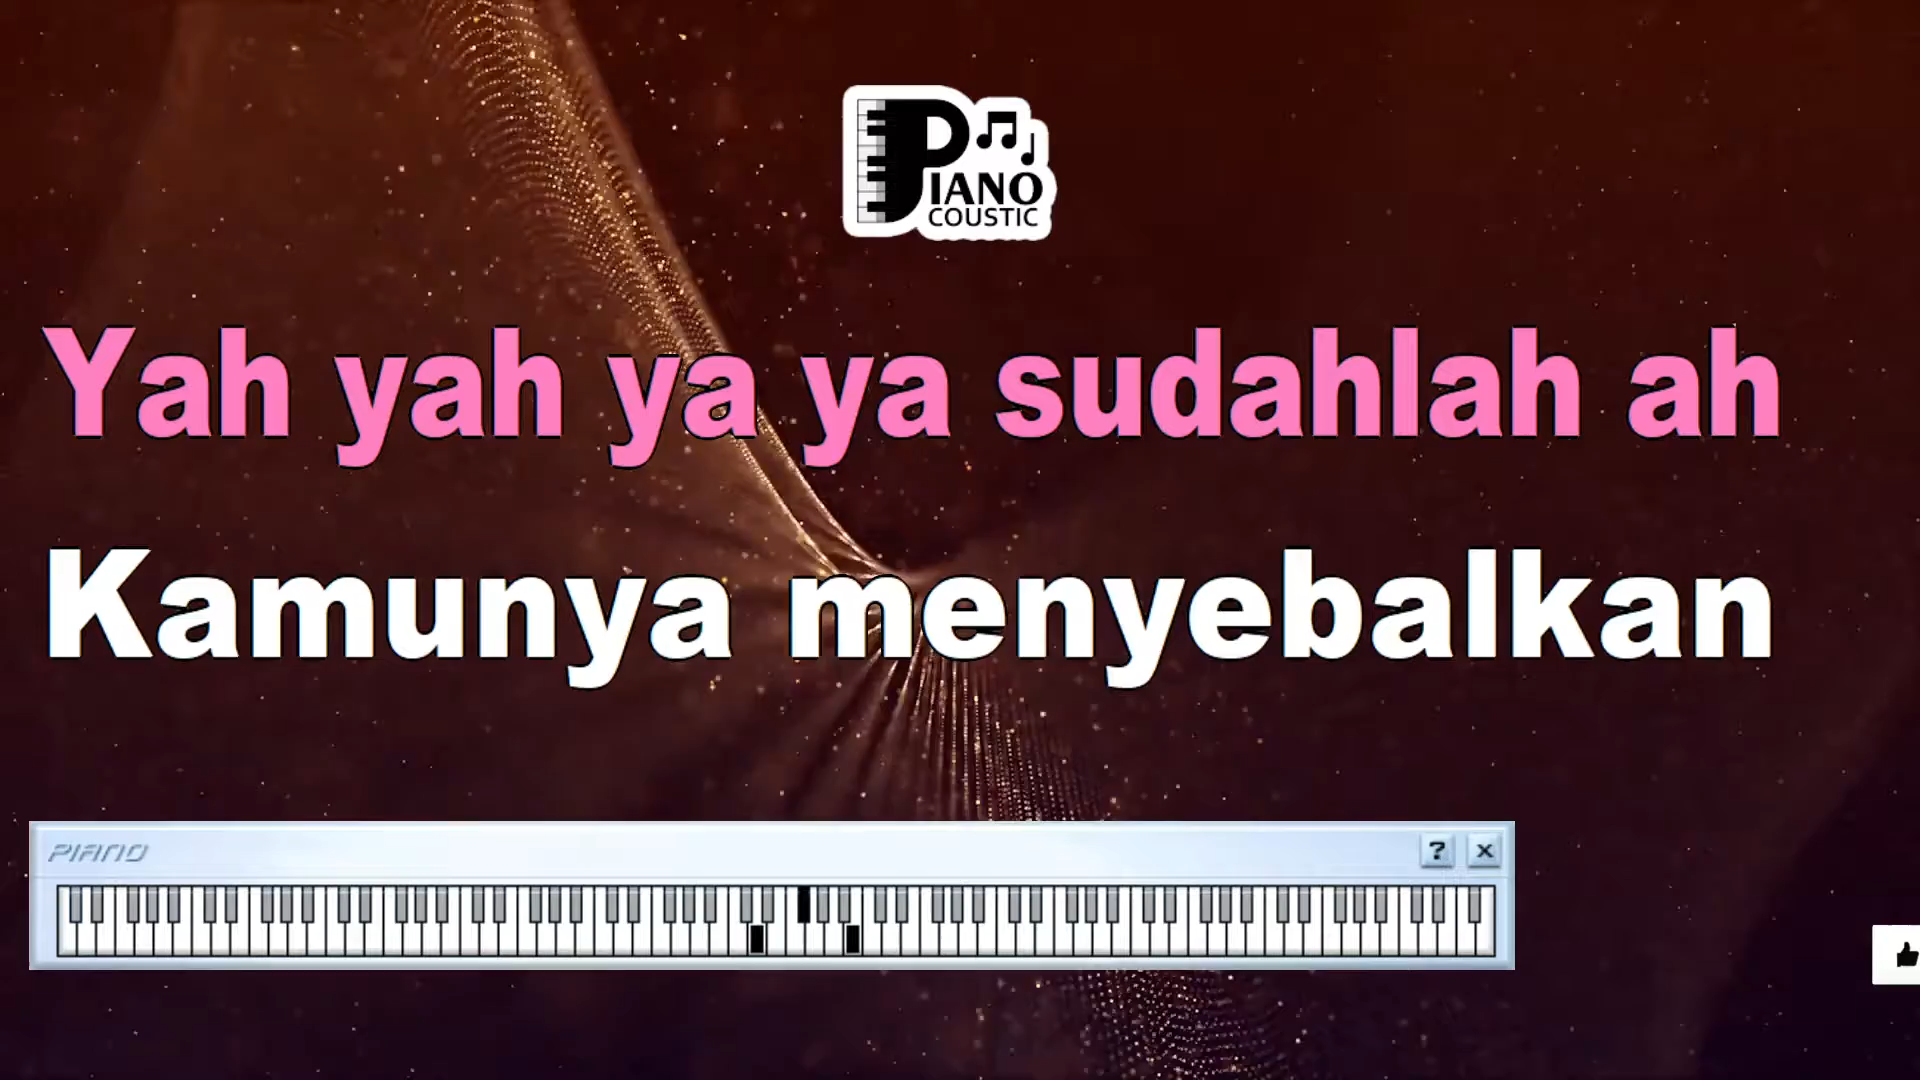 PIANO
COUSTIC
Yah yah ya ya sudahlah ah
Kamunya menyebalkan
PIANO
? X